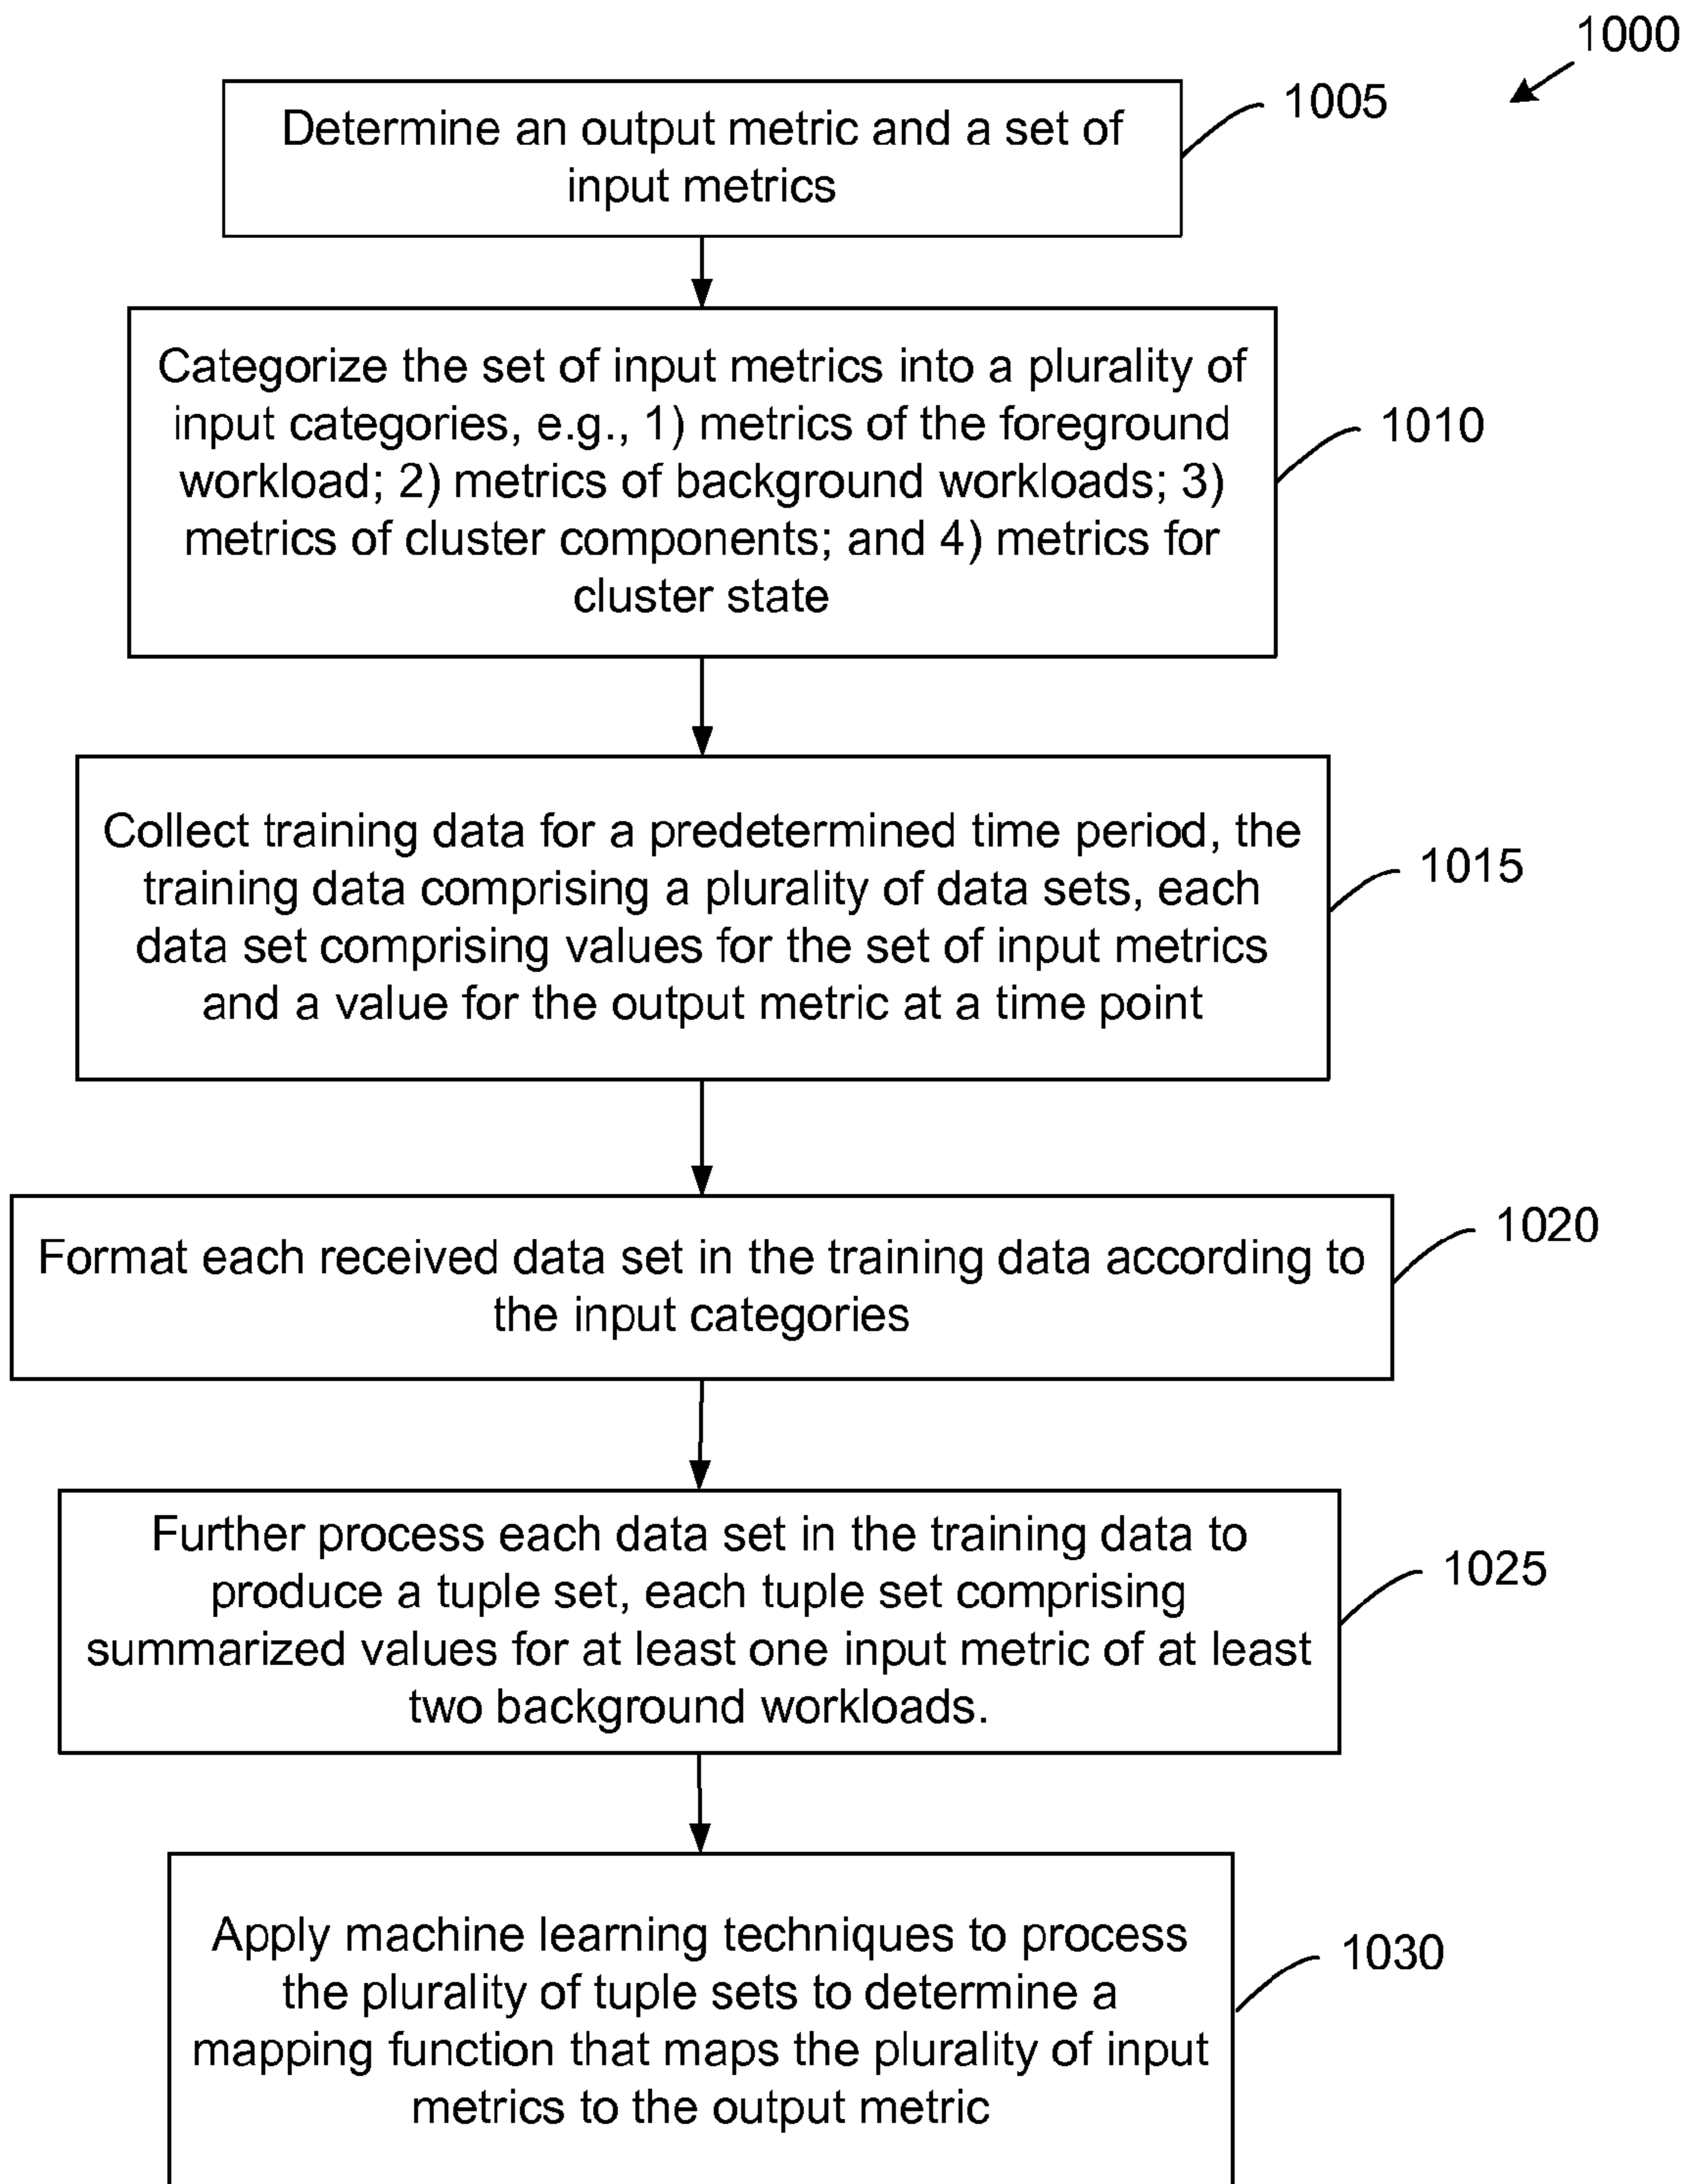 1000
Determine an output metric and a set of
input metrics
1005
Categorize the set of input metrics into a plurality of
input categories, e.g., 1) metrics of the foreground
workload; 2) metrics of background workloads; 3)
metrics of cluster components; and 4) metrics for
cluster state
1010
Collect training data for a predetermined time period, the
training data comprising a plurality of data sets, each
data set comprising values for the set of input metrics
and a value for the output metric at a time point
1015
Format each received data set in the training data according to
the input categories
1020
Further process each data set in the training data to
produce a tuple set, each tuple set comprising
summarized values for at least one input metric of at least
two background workloads.
1025
Apply machine learning techniques to process
the plurality of tuple sets to determine a
mapping function that maps the plurality of input
metrics to the output metric
1030